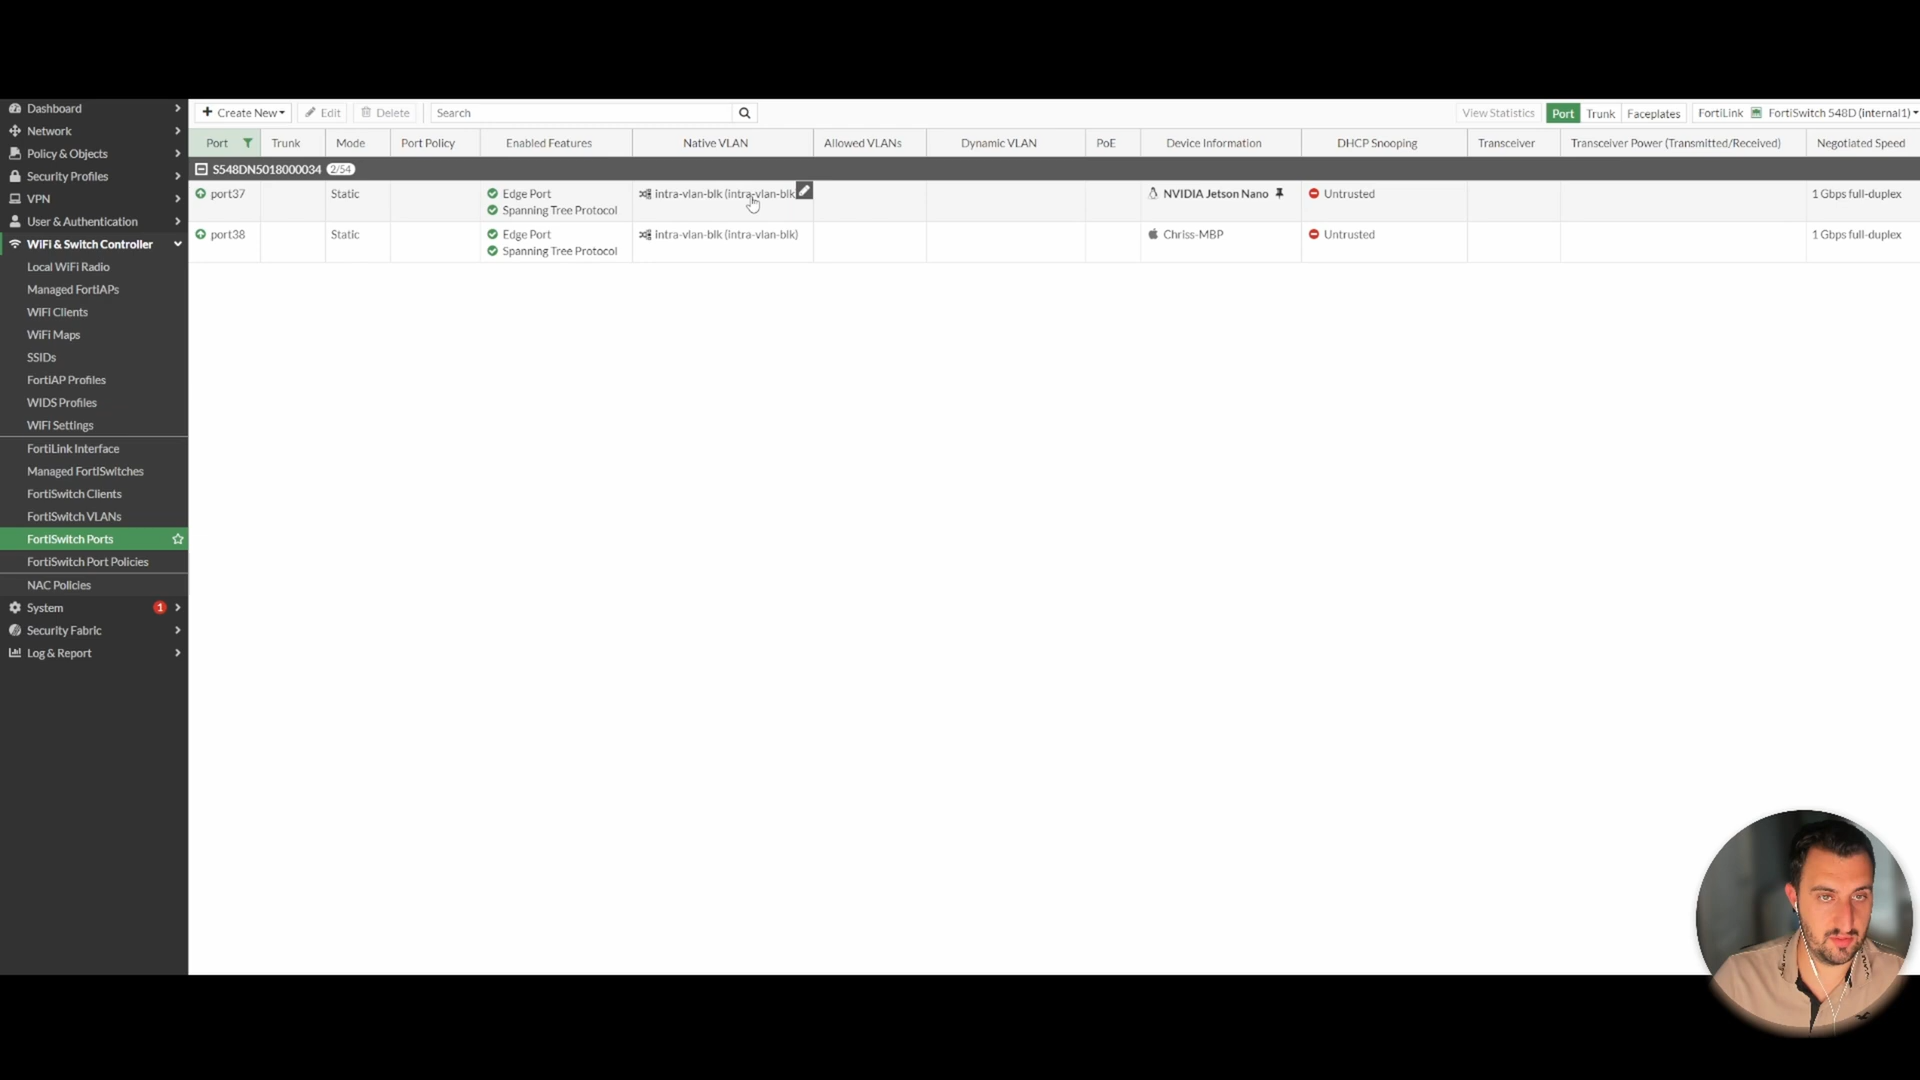 Dashboard
Network
Policy & Objects
Security Profiles
VPN
User & Authentication
WiFi & Switch Controller
Local WiFi Radio
Managed FortiAPs
WiFi Clients
WiFi Maps
SSIDs
FortiAP Profiles
WIDS Profiles
WiFi Settings
FortiLink Interface
Managed FortiSwitches
FortiSwitch Clients
FortiSwitch VLANs
FortiSwitch Ports
FortiSwitch Port Policies
NAC Policies
System 1
Security Fabric
Log & Report
Create New Edit Delete Search View Statistics Port Trunk Faceplates FortiLink FortiSwitch 548D (internal1)
Port Trunk Mode Port Policy Enabled Features Native VLAN Allowed VLANs Dynamic VLAN PoE Device Information DHCP Snooping Transceiver Transceiver Power (Transmitted/Received) Negotiated Speed
S548DN5018000034 2/54
port37 Static Edge Port intra-vlan-blk (intra-vlan-blk NVIDIA Jetson Nano Untrusted 1 Gbps full-duplex
Spanning Tree Protocol
port38 Static Edge Port intra-vlan-blk (intra-vlan-blk) Chriss-MBP Untrusted 1 Gbps full-duplex
Spanning Tree Protocol